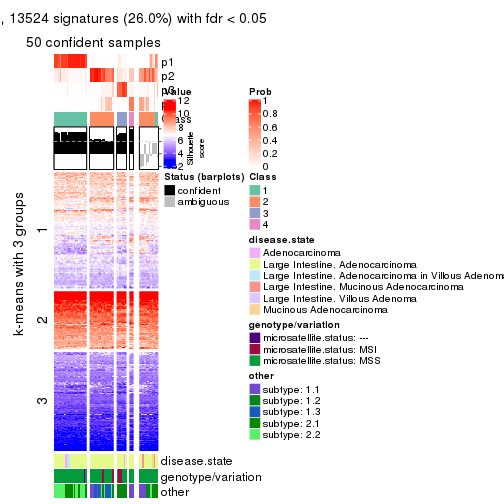 , 13524 signatures (26.0%) with fdr < 0.05
50 confident samples
p1
p2
Value
12
10
8
6
4
2
Silhouette
score
Prob
1
0.8
0.6
0.4
0.2
0
Status (barplots)
confident
ambiguous
Class
1
2
3
4
disease.state
Adenocarcinoma
Large Intestine. Adenocarcinoma
Large Intestine. Adenocarcinoma in Villous Adenom
Large Intestine. Mucinous Adenocarcinoma
Large Intestine. Villous Adenoma
Mucinous Adenocarcinoma
genotype/variation
microsatellite.status: ---
microsatellite.status: MSI
microsatellite.status: MSS
other
subtype: 1.1
subtype: 1.2
subtype: 1.3
subtype: 2.1
subtype: 2.2
k-means with 3 groups
1
2
3
disease.state
genotype/variation
other